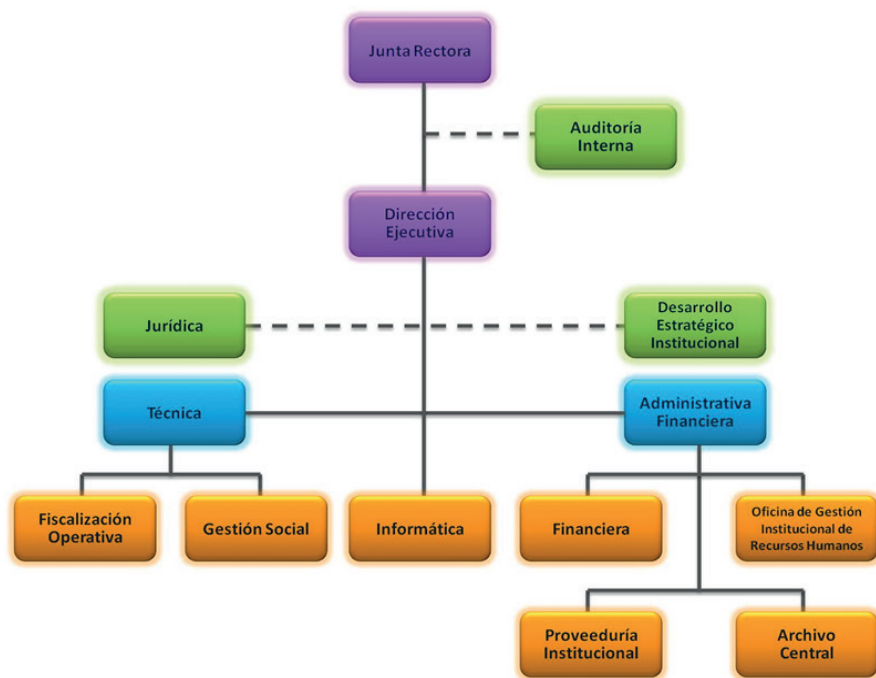 Junta Rectora
Auditoría
Interna
Dirección
Ejecutiva
Jurídica
Desarrollo
Estratégico
Institucional
Técnica
Administrativa
Financiera
Fiscalización
Operativa
Gestión Social
Informática
Financiera
Oficina de Gestión
Institucional de
Recursos Humanos
Proveeduría
Institucional
Archivo
Central